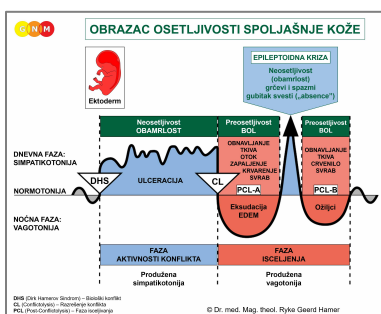 GNM
OBRAZAC OSETLJIVOSTI SPOLJAŠNJE KOŽE
Ektoderm
EPILEPTOIDNA KRIZA
Neosetljivost
(obamrlost)
grčevi i spazmi
gubitak svesti („absence”)
Neosetljivost
OBAMRLOST
Preosetljivost
BOL
Preosetljivost
BOL
DNEVNA FAZA:
SIMPATIKOTONIJA
OBNAVLJANJE
TKIVA
OTOK
ZAPALJENJE
KRVARENJE
SVRAB
OBNAVLJANJE
TKIVA
CRVENILO
SVRAB
DHS
ULCERACIJA
CL
PCL-A
PCL-B
NORMOTONIJA
NOĆNA FAZA:
VAGOTONIJA
Eksudacija
EDEM
Ožiljci
FAZA
AKTIVNOSTI KONFLIKTA
FAZA
ISCELJENJA
Produžena
simpatikotonija
Produžena
vagotonija
DHS (Dirk Hamerov Sindrom) – Biološki konflikt
CL (Conflictolysis) – Razrešenje konflikta
PCL (Post-Conflictolysis) – Faza isceljivanja
© Dr. med. Mag. theol. Ryke Geerd Hamer